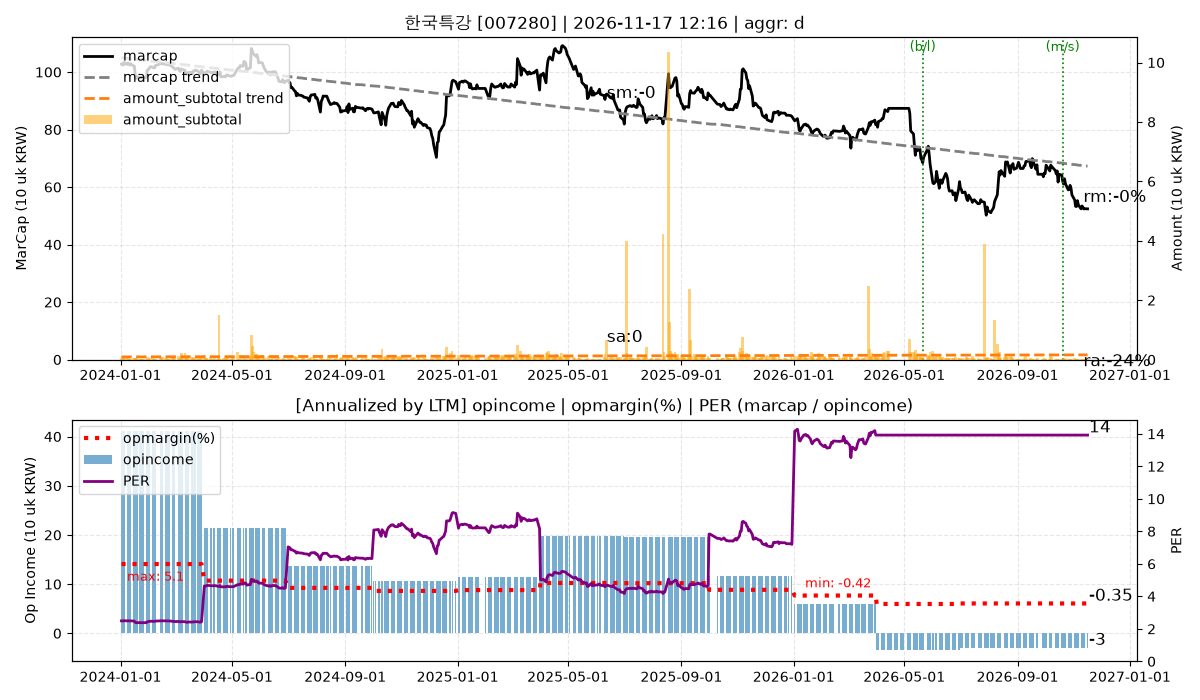 한국특강 [007280] | 2026-11-17 12:16 | aggr: d
(b/l)
(m/s)
marcap
marcap trend
amount_subtotal trend
amount_subtotal
sm:-0
sa:0
rm:-0%
ra:-24%
MarCap (10 uk KRW)
100
80
60
40
20
0
Amount (10 uk KRW)
10
8
6
4
2
0
2024-01-01
2024-05-01
2024-09-01
2025-01-01
2025-05-01
2025-09-01
2026-01-01
2026-05-01
2026-09-01
2027-01-01
[Annualized by LTM] opincome | opmargin(%) | PER (marcap / opincome)
opmargin(%)
opincome
PER
max: 5.1
min: -0.42
14
-0.35
-3
Op Income (10 uk KRW)
40
30
20
10
0
PER
14
12
10
8
6
4
2
0
2024-01-01
2024-05-01
2024-09-01
2025-01-01
2025-05-01
2025-09-01
2026-01-01
2026-05-01
2026-09-01
2027-01-01